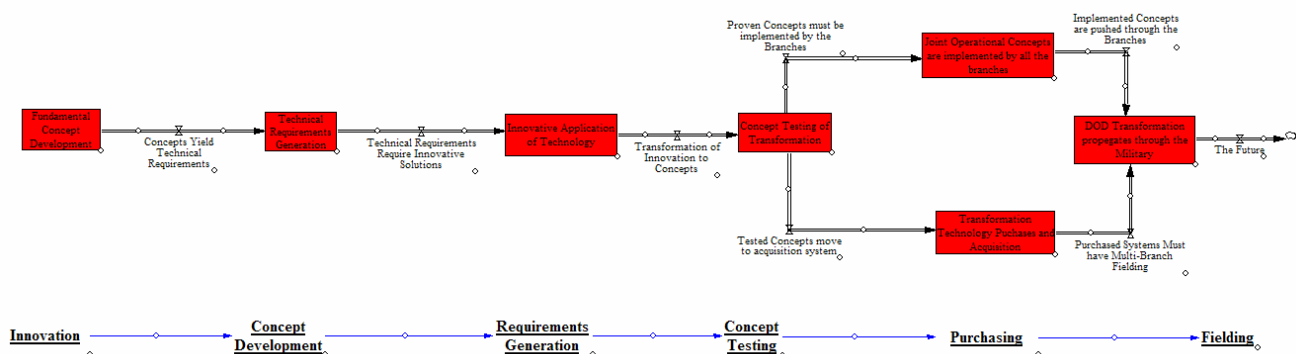 Fundamental
Concept
Development
Concepts Yield
Technical
Requirements
Technical
Requirements
Generation
Technical Requirements
Require Innovative
Solutions
Innovative Application
of Technology
Transformation of
Innovation to
Concepts
Concept Testing of
Transformation
Proven Concepts must be
implemented by the
Branches
Joint Operational Concepts
are implemented by all the
branches
Implemented Concepts
are pushed through the
Branches
Tested Concepts move
to acquisition system
Transformation
Technology Puchases and
Acquisition
Purchased Systems Must
have Multi-Branch
Fielding
DOD Transformation
propegates through the
Military
The Future
Innovation
Concept
Development
Requirements
Generation
Concept
Testing
Purchasing
Fielding